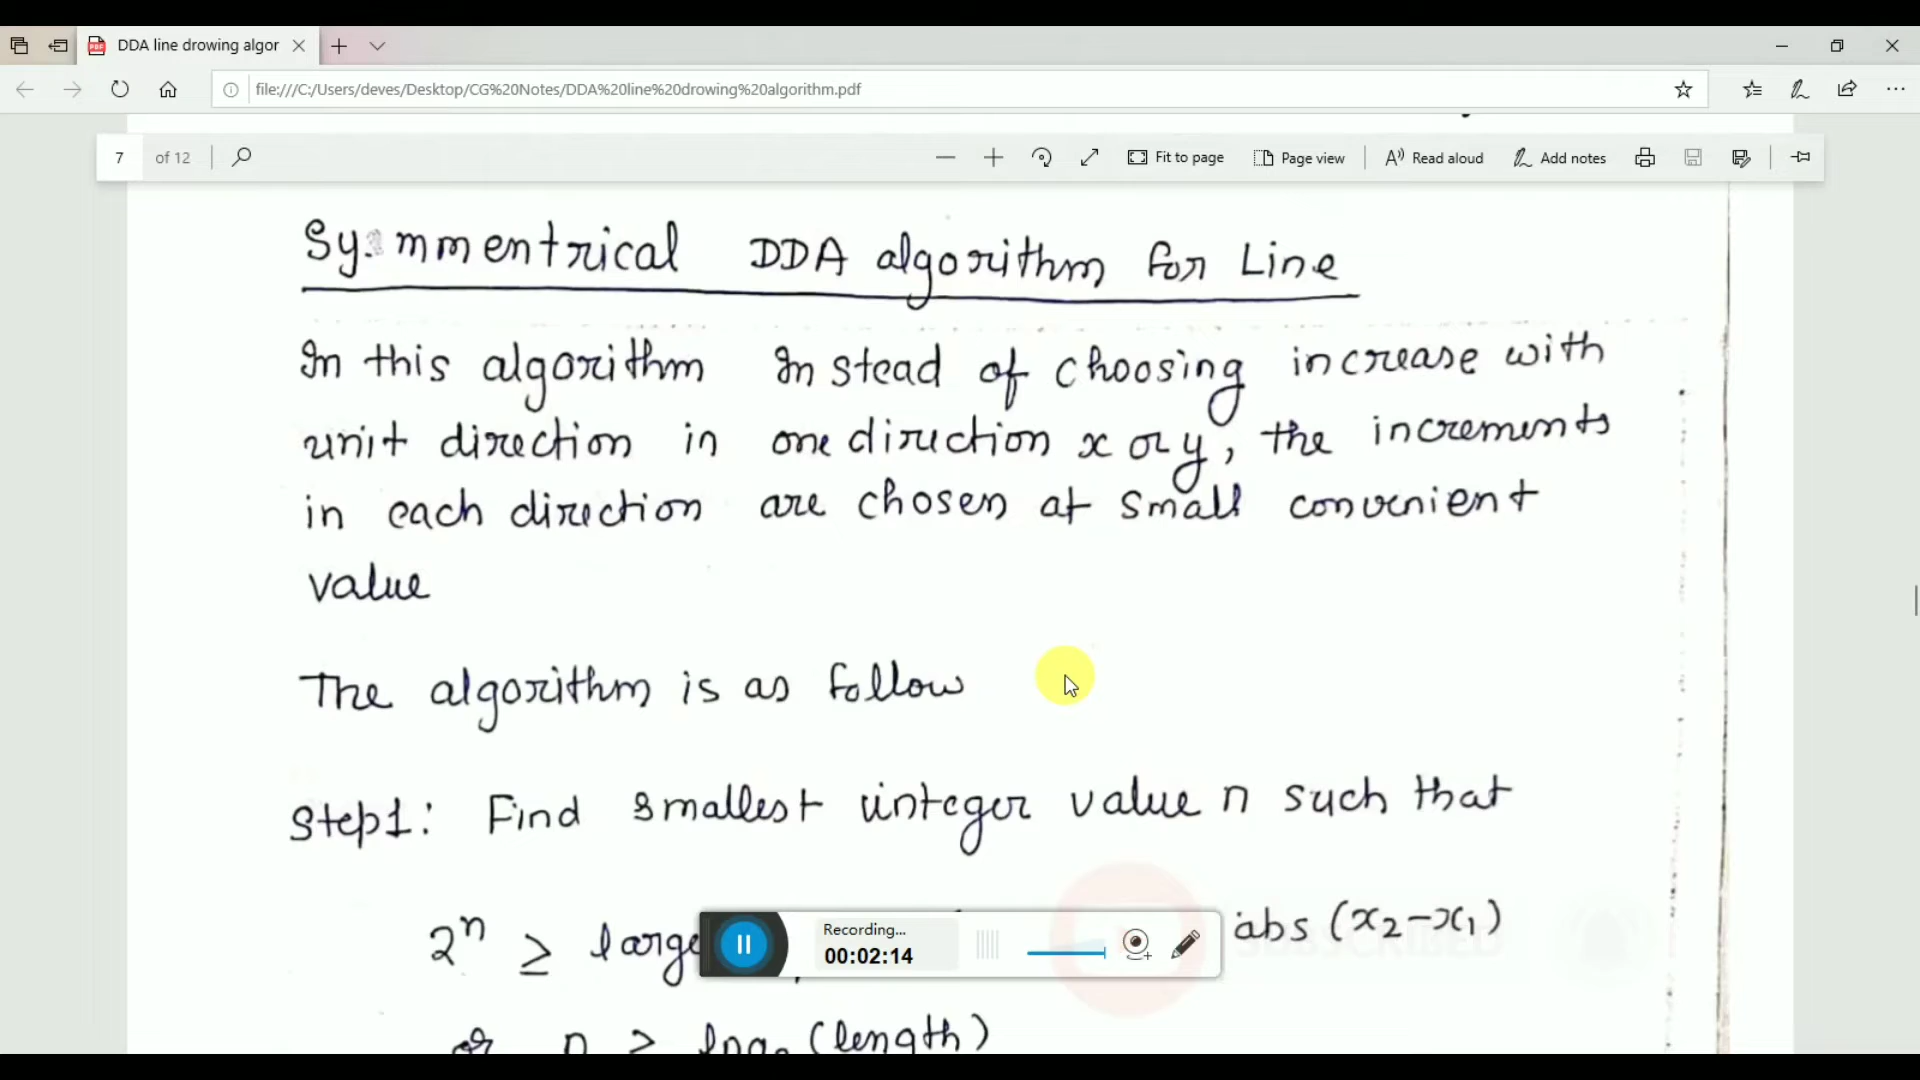 DDA line drowing algor
file:///C:/Users/deves/Desktop/CG%20Notes/DDA%20line%20drowing%20algorithm.pdf
7 of 12 Fit to page Page view Read aloud Add notes
Symmentrical DDA algorithm for Line
In this algorithm Instead of choosing increase with
unit direction in one direction x or y, the increments
in each direction are chosen at small convenient
value
The algorithm is as follow
Step1: Find smallest integer value n such that
2ⁿ ≥ large abs (x₂-x₁)
Recording...
00:02:14
SUBSCRIBED
or n ≥ log₂ (length)